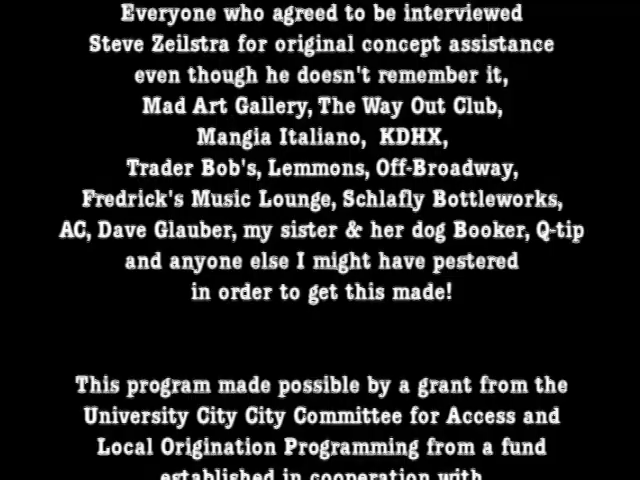 Everyone who agreed to be interviewed
Steve Zeilstra for original concept assistance
even though he doesn't remember it,
Mad Art Gallery, The Way Out Club,
Mangia Italiano, KDHX,
Trader Bob's, Lemmons, Off-Broadway,
Fredrick's Music Lounge, Schlafly Bottleworks,
AC, Dave Glauber, my sister & her dog Booker, Q-tip
and anyone else I might have pestered
in order to get this made!
This program made possible by a grant from the
University City City Committee for Access and
Local Origination Programming from a fund
established in cooperation with